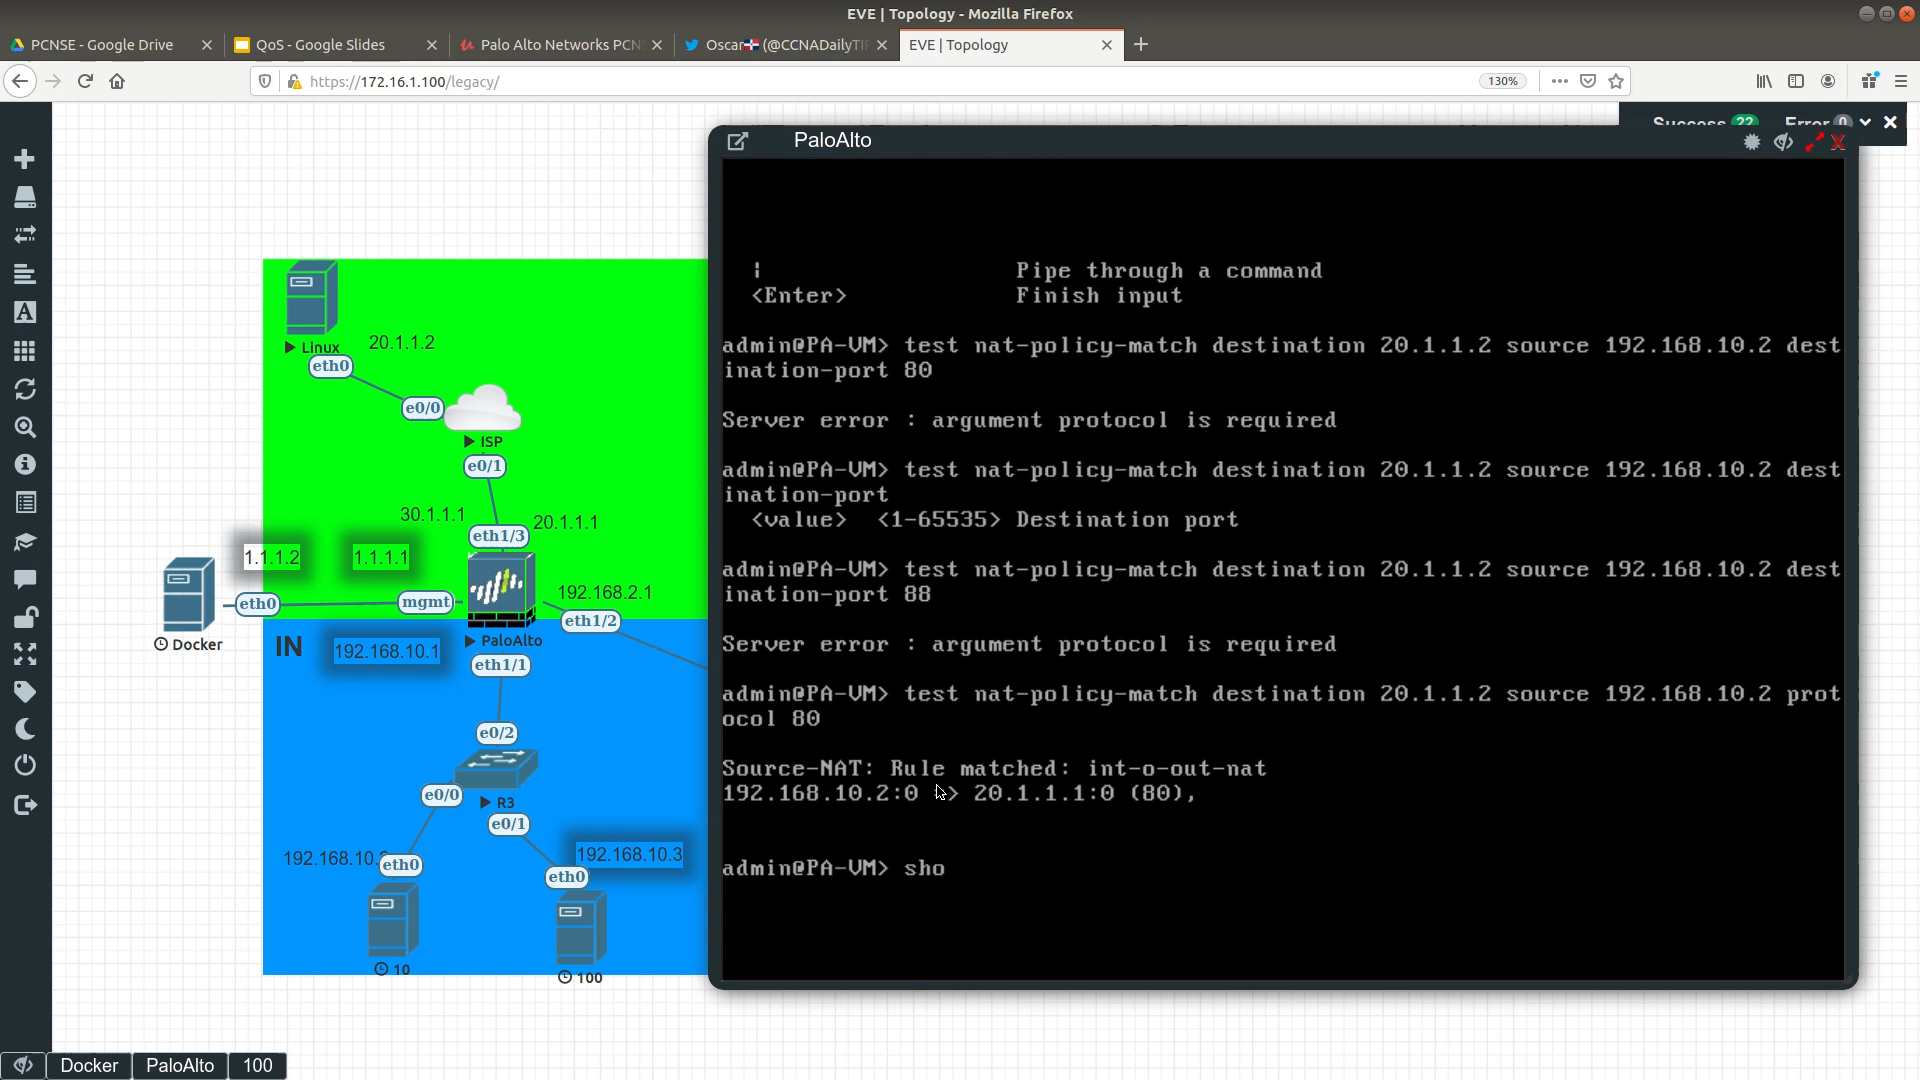 EVE | Topology - Mozilla Firefox
PCNSE - Google Drive
QoS - Google Slides
Palo Alto Networks PCN
Oscar (@CCNADailyTI
EVE | Topology
https://172.16.1.100/legacy/
130%
Success 22
Error 0
PaloAlto
| Pipe through a command
<Enter> Finish input
admin@PA-VM> test nat-policy-match destination 20.1.1.2 source 192.168.10.2 dest
ination-port 80
Server error : argument protocol is required
admin@PA-VM> test nat-policy-match destination 20.1.1.2 source 192.168.10.2 dest
ination-port
<value> <1-65535> Destination port
admin@PA-VM> test nat-policy-match destination 20.1.1.2 source 192.168.10.2 dest
ination-port 88
Server error : argument protocol is required
admin@PA-VM> test nat-policy-match destination 20.1.1.2 source 192.168.10.2 prot
ocol 80
Source-NAT: Rule matched: int-o-out-nat
192.168.10.2:0 => 20.1.1.1:0 (80),
admin@PA-VM> sho
Linux
20.1.1.2
eth0
e0/0
ISP
e0/1
30.1.1.1
20.1.1.1
eth1/3
1.1.1.2
1.1.1.1
192.168.2.1
eth0
mgmt
eth1/2
Docker
IN
192.168.10.1
PaloAlto
eth1/1
e0/2
e0/0
R3
e0/1
192.168.10.
eth0
192.168.10.3
eth0
10
100
Docker
PaloAlto
100